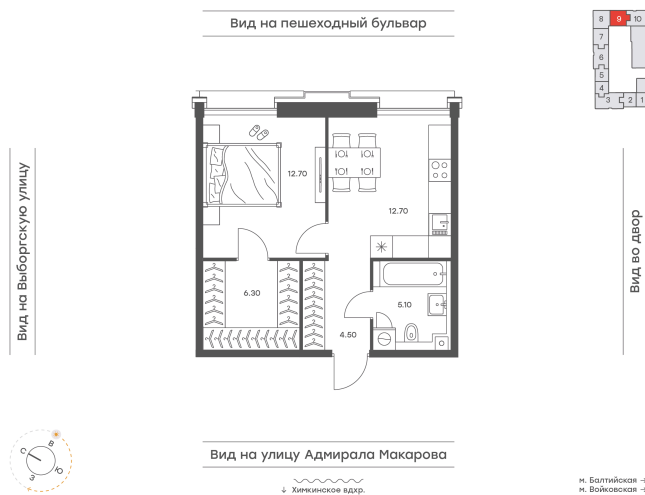 Вид на пешеходный бульвар
8
9
10
7
6
5
4
3
2
1
Вид на Выборгскую улицу
12.70
12.70
Вид во двор
6.30
5.10
4.50
Вид на улицу Адмирала Макарова
С
В
Ю
З
↓ Химкинское вдхр.
м. Балтийская
м. Войковская